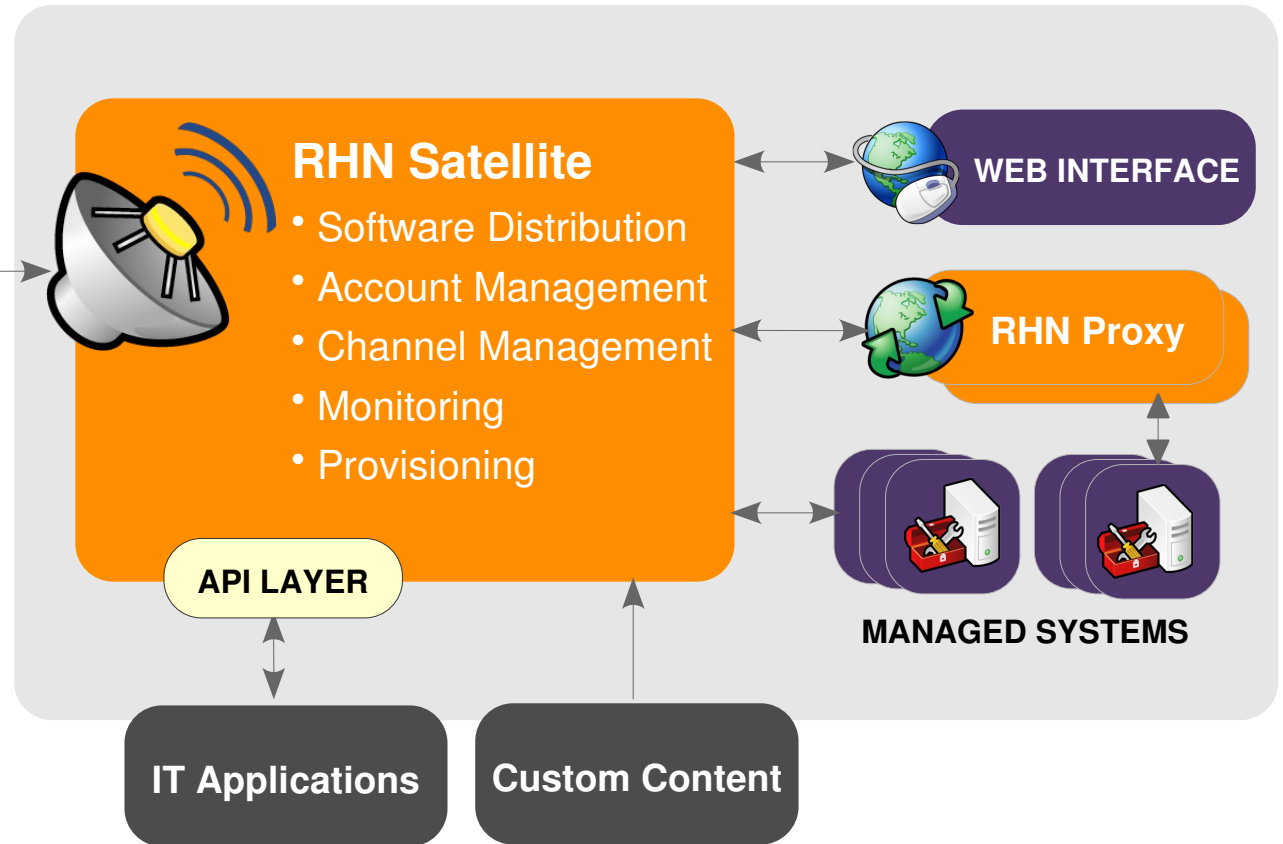 RHN Satellite
• Software Distribution
• Account Management
• Channel Management
• Monitoring
• Provisioning
API LAYER
WEB INTERFACE
RHN Proxy
MANAGED SYSTEMS
IT Applications
Custom Content